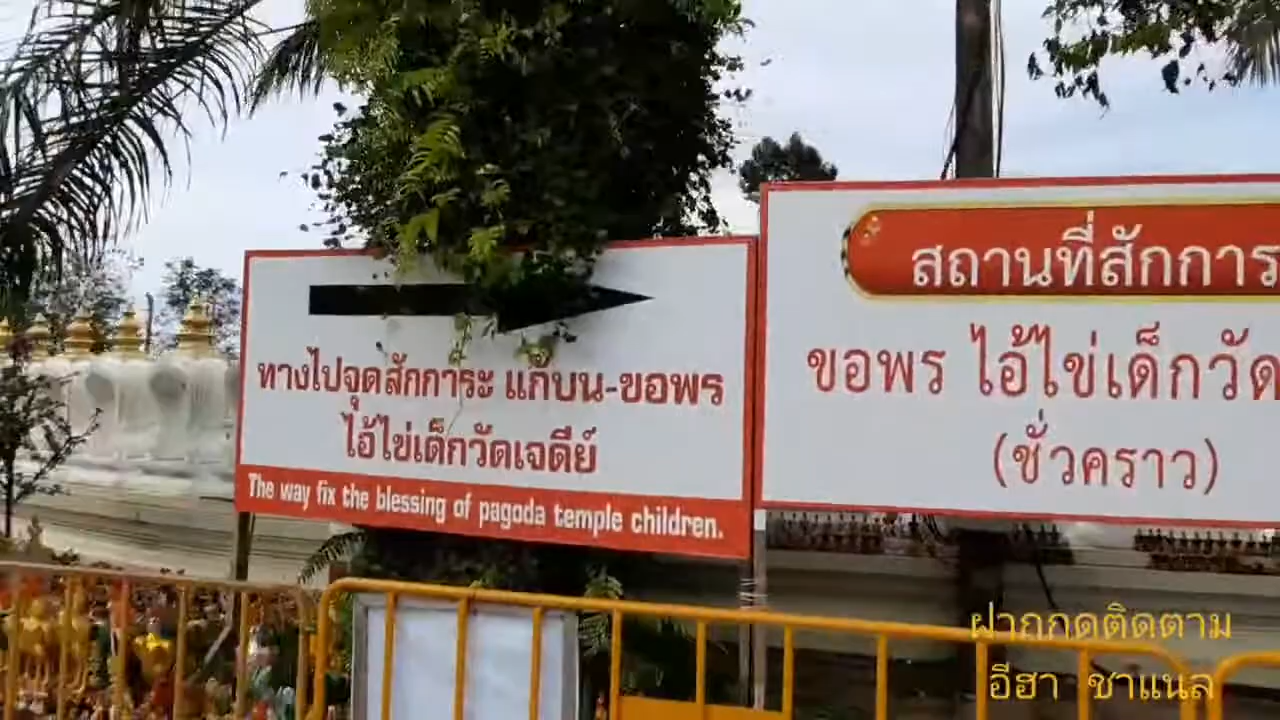 ทางไปจุดสักการะ แก้บน-ขอพร
ไอ้ไข่เด็กวัดเจดีย์
The way fix the blessing of pagoda temple children.
สถานที่สักการ
ขอพร ไอ้ไข่เด็กวัด
(ชั่วคราว)
ฝากกดติดตาม
อีฮา ชาแนล